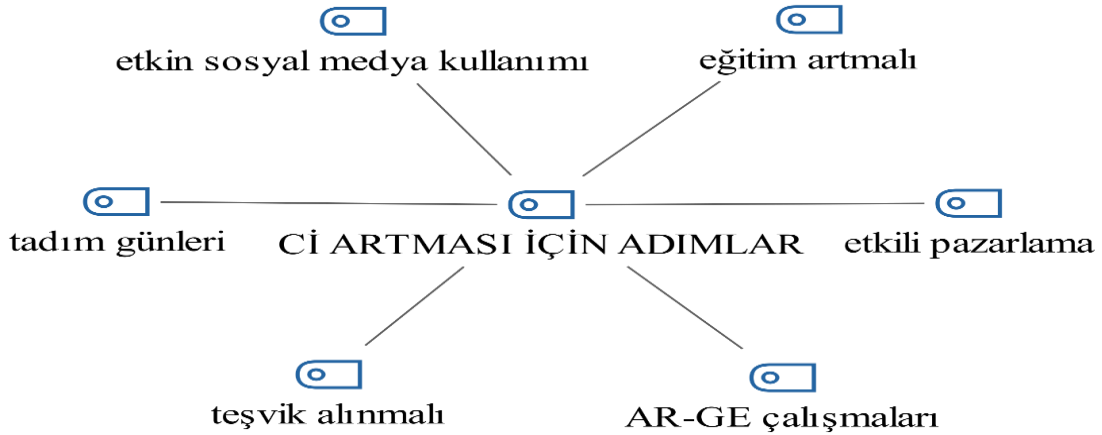 etkin sosyal medya kullanımı
eğitim artmalı
tadım günleri
Cİ ARTMASI İÇİN ADIMLAR
etkili pazarlama
teşvik alınmalı
AR-GE çalışmaları